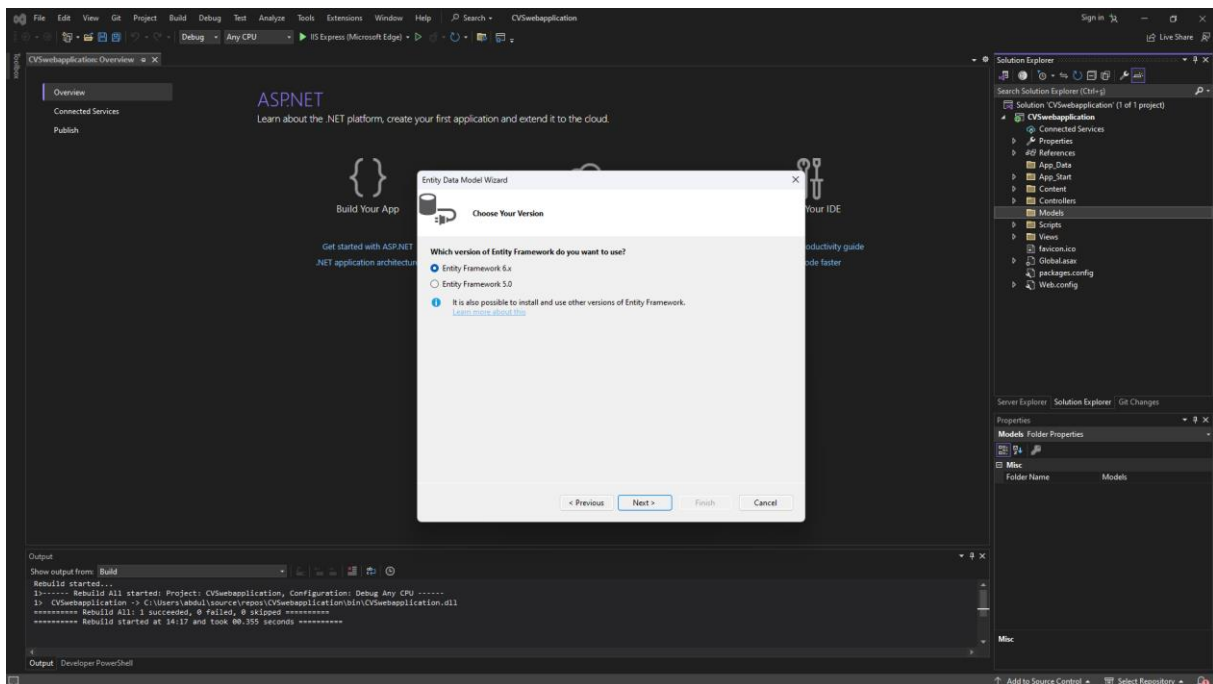 File Edit View Git Project Build Debug Test Analyze Tools Extensions Window Help Search CVSwebapplication Sign in
Debug Any CPU IIS Express (Microsoft Edge) Live Share
Toolbox
CVSwebapplication: Overview
Overview
Connected Services
Publish
ASP.NET
Learn about the .NET platform, create your first application and extend it to the cloud.
{ }
Build Your App
Get started with ASP.NET
.NET application architectur
Your IDE
oductivity guide
ode faster
Entity Data Model Wizard
Choose Your Version
Which version of Entity Framework do you want to use?
Entity Framework 6.x
Entity Framework 5.0
It is also possible to install and use other versions of Entity Framework.
Learn more about this
< Previous Next > Finish Cancel
Solution Explorer
Search Solution Explorer (Ctrl+ş)
Solution 'CVSwebapplication' (1 of 1 project)
CVSwebapplication
Connected Services
Properties
References
App_Data
App_Start
Content
Controllers
Models
Scripts
Views
favicon.ico
Global.asax
packages.config
Web.config
Server Explorer Solution Explorer Git Changes
Properties
Models Folder Properties
Misc
Folder Name Models
Misc
Output
Show output from: Build
Rebuild started...
1>------ Rebuild All started: Project: CVSwebapplication, Configuration: Debug Any CPU ------
1> CVSwebapplication -> C:\Users\abdul\source\repos\CVSwebapplication\bin\CVSwebapplication.dll
========== Rebuild All: 1 succeeded, 0 failed, 0 skipped ==========
========== Rebuild started at 14:17 and took 00.355 seconds ==========
Output Developer PowerShell
Add to Source Control Select Repository